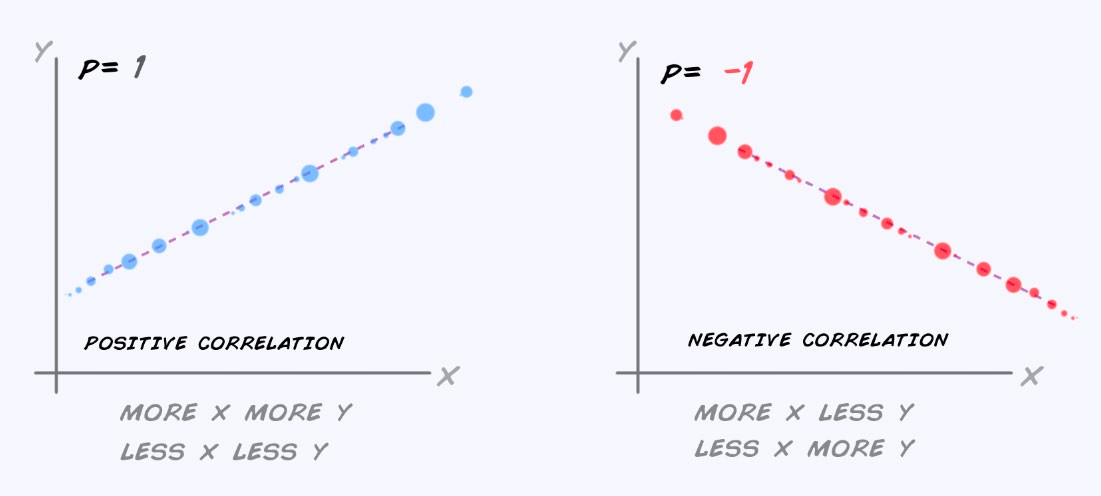 Y
P= 1
POSITIVE CORRELATION
X
MORE X MORE Y
LESS X LESS Y
Y
P= -1
NEGATIVE CORRELATION
X
MORE X LESS Y
LESS X MORE Y